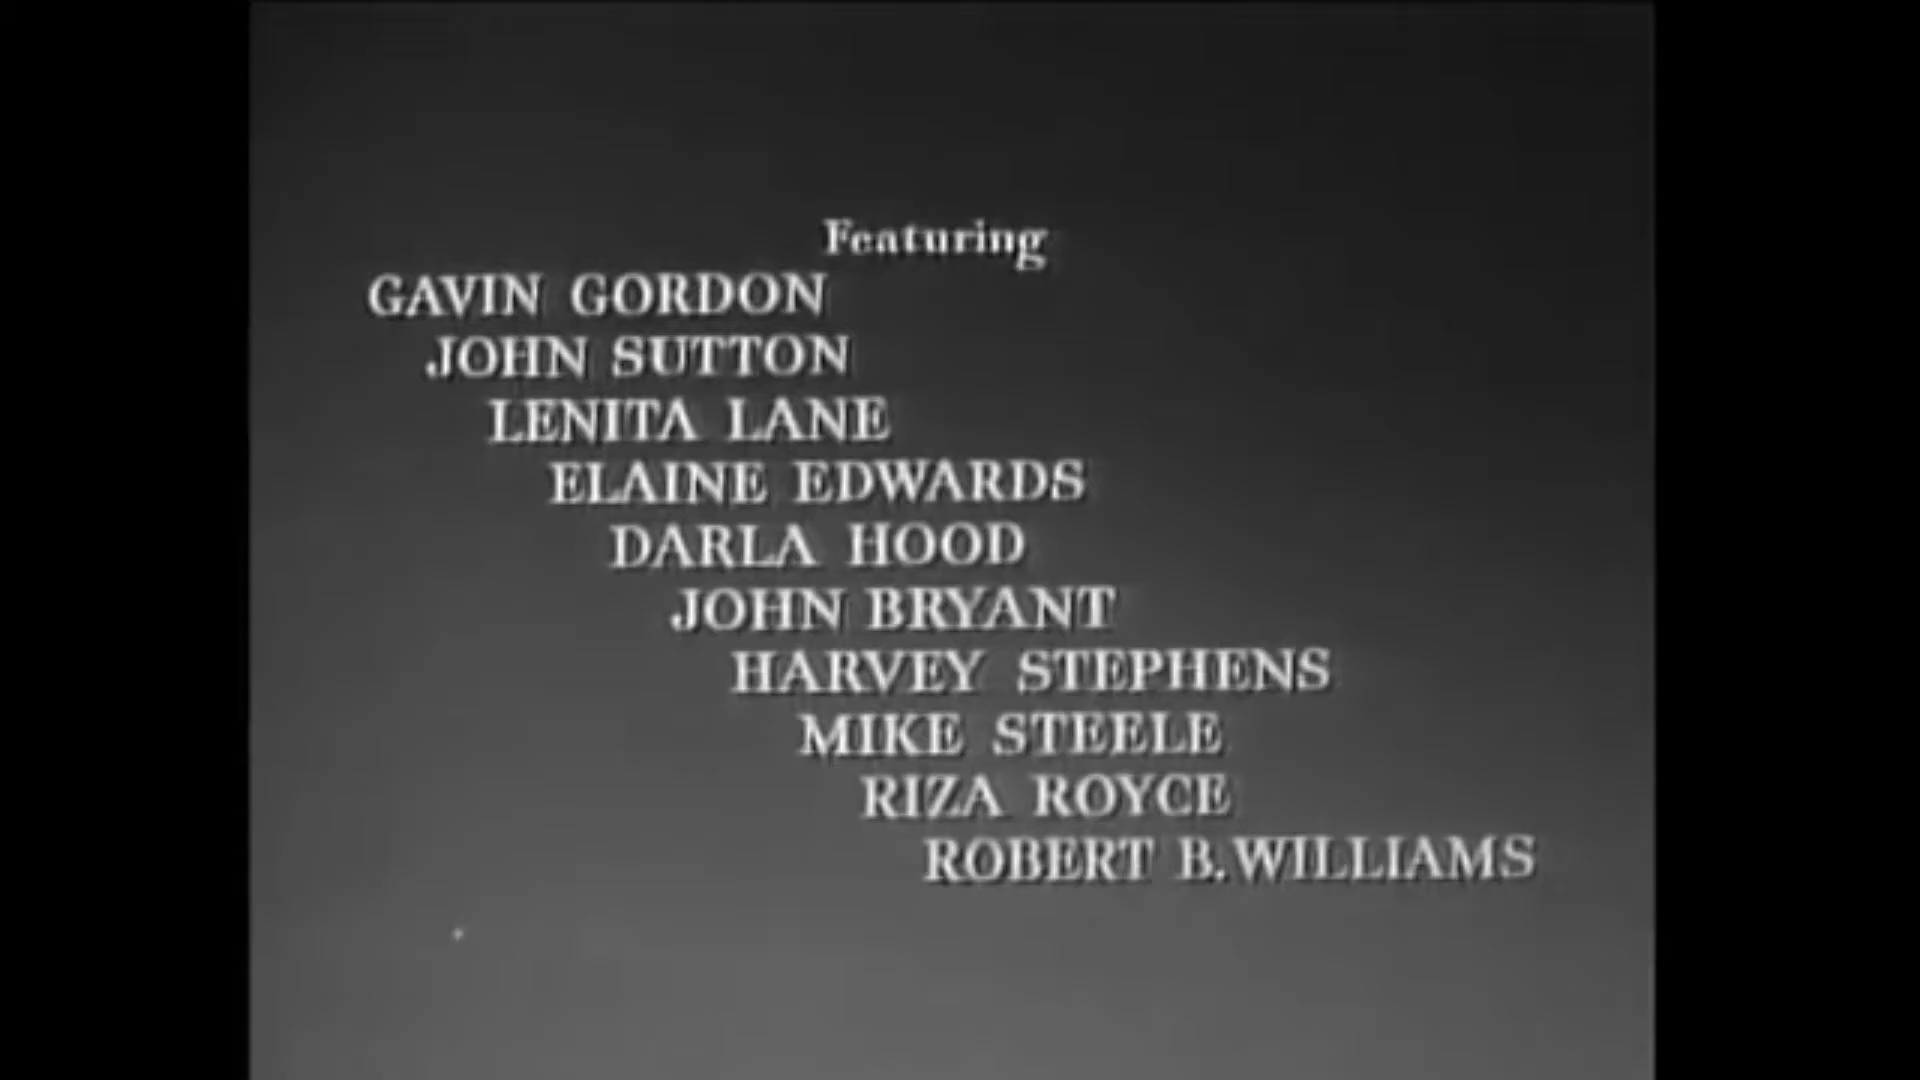 Featuring
GAVIN GORDON
JOHN SUTTON
LENITA LANE
ELAINE EDWARDS
DARLA HOOD
JOHN BRYANT
HARVEY STEPHENS
MIKE STEELE
RIZA ROYCE
ROBERT B. WILLIAMS